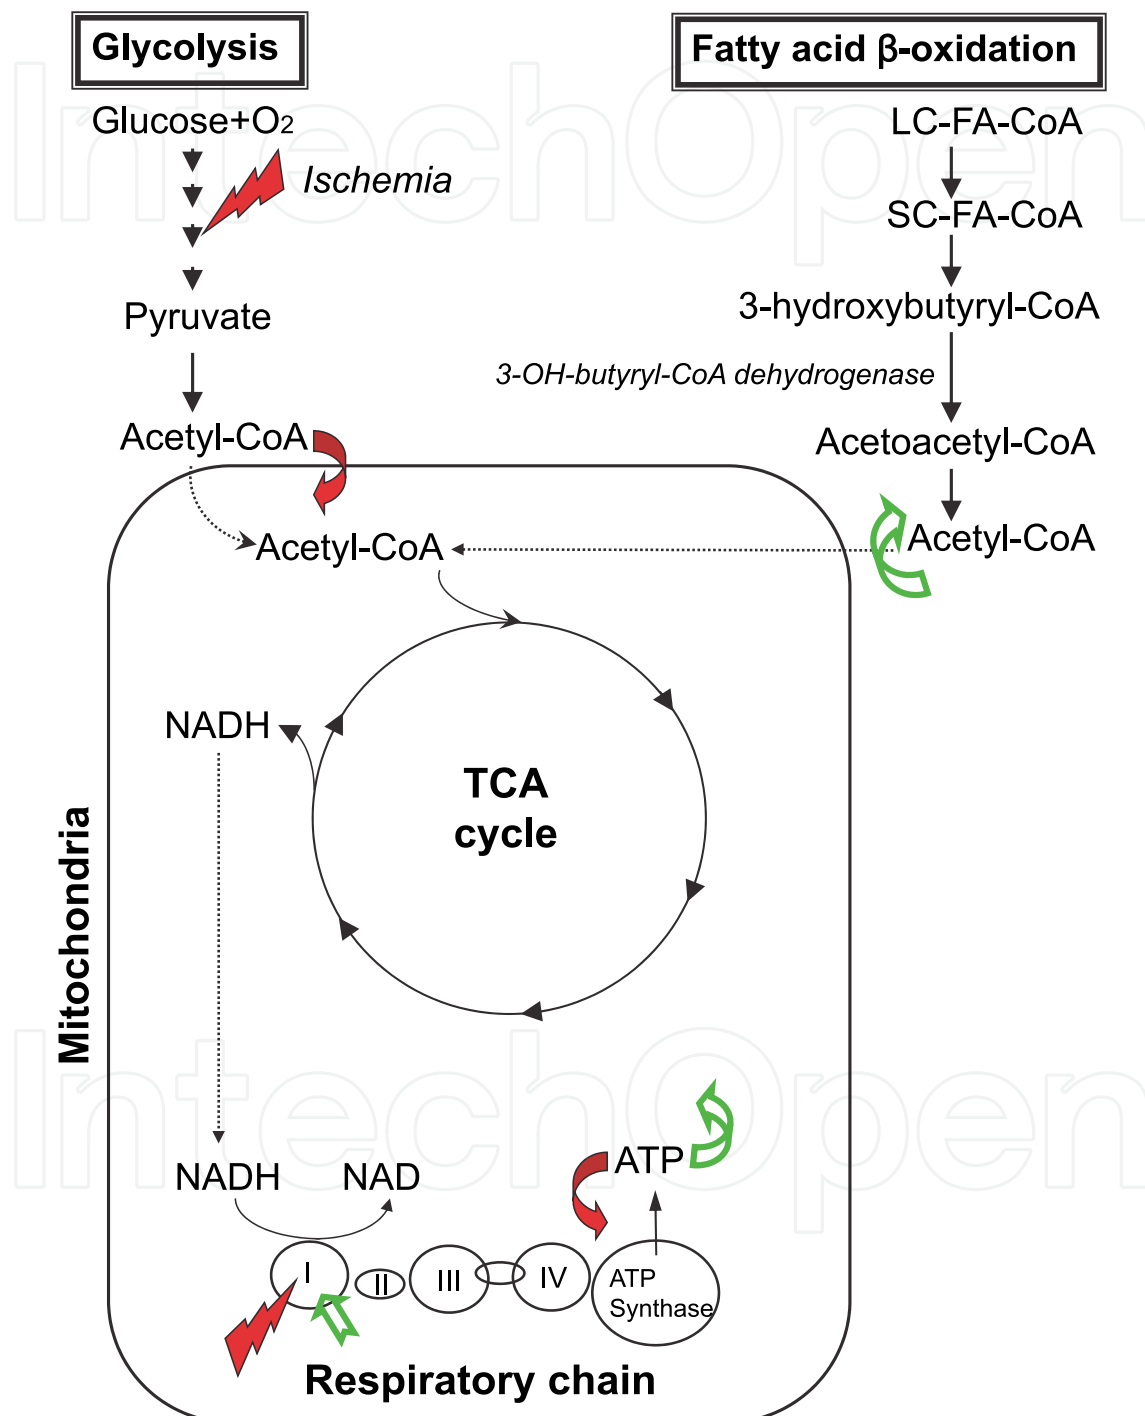 Glycolysis
Fatty acid β-oxidation
Glucose+O₂
LC-FA-CoA
Ischemia
SC-FA-CoA
Pyruvate
3-hydroxybutyryl-CoA
3-OH-butyryl-CoA dehydrogenase
Acetyl-CoA
Acetoacetyl-CoA
Acetyl-CoA
Acetyl-CoA
NADH
TCA
cycle
Mitochondria
NADH
NAD
ATP
I
II
III
IV
ATP
Synthase
Respiratory chain
IntechOpen
IntechOpen